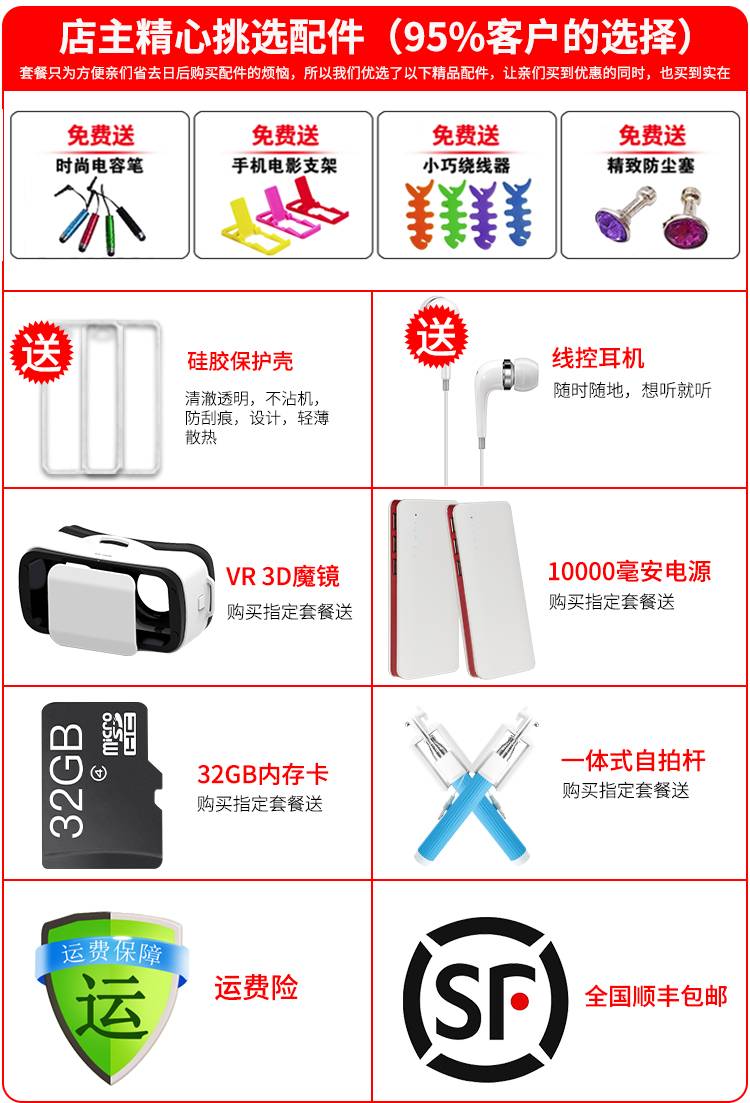 店主精心挑选配件（95%客户的选择）
套餐只为方便亲们省去日后购买配件的烦恼，所以我们优选了以下精品配件，让亲们买到优惠的同时，也买到实在
免费送
时尚电容笔
免费送
手机电影支架
免费送
小巧绕线器
免费送
精致防尘塞
送
硅胶保护壳
清澈透明，不沾机，
防刮痕，设计，轻薄
散热
送
线控耳机
随时随地，想听就听
VR 3D魔镜
购买指定套餐送
10000毫安电源
购买指定套餐送
32GB
4
micro
SD
HC
32GB内存卡
购买指定套餐送
一体式自拍杆
购买指定套餐送
运费保障
运
运费险
SF
全国顺丰包邮